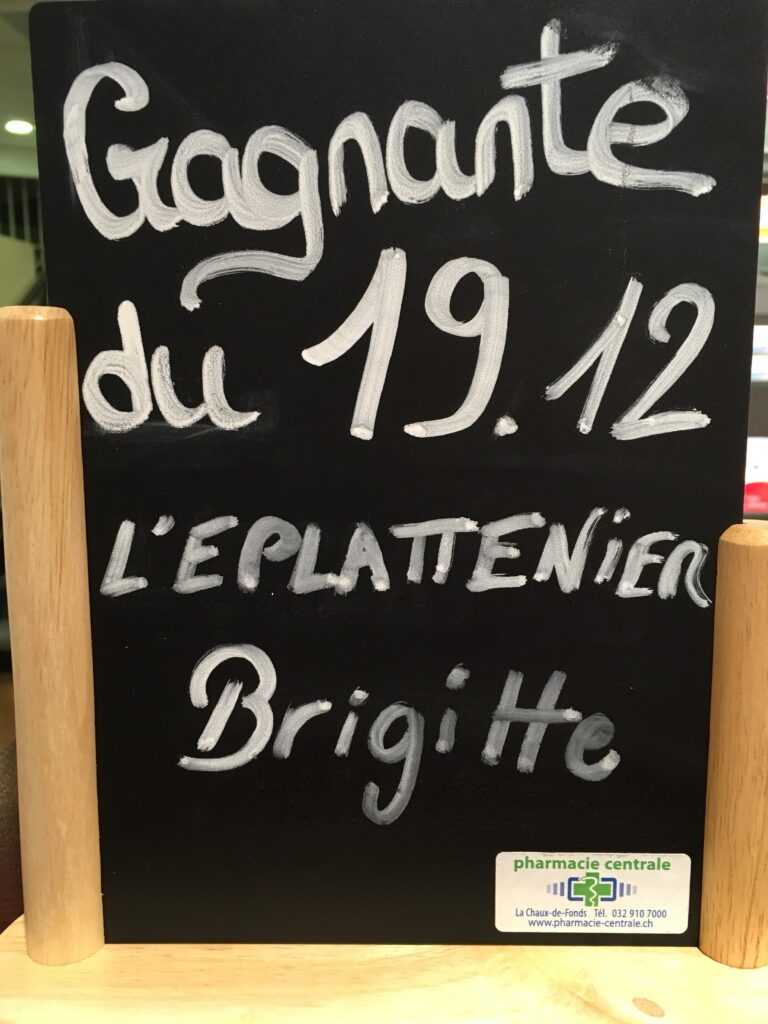 Gagnante
du 19.12
L'EPLATTENiER
Brigitte
pharmacie centrale
La Chaux-de-Fonds Tél. 032 910 7000
www.pharmacie-centrale.ch